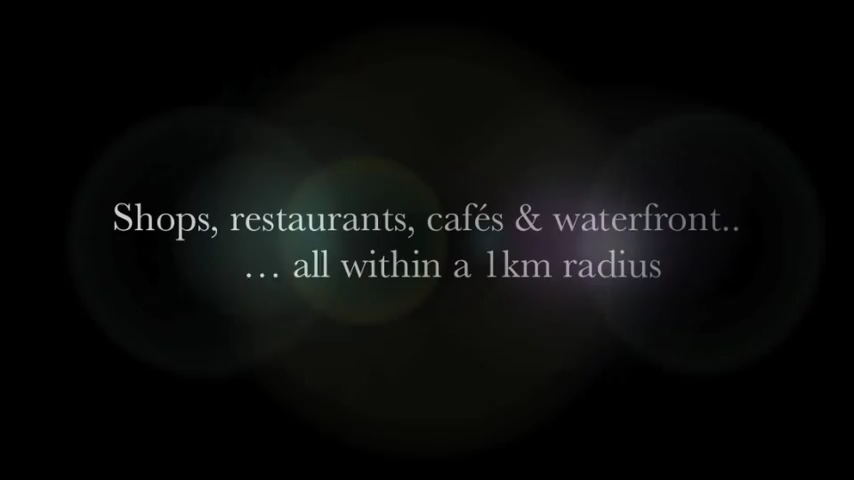 Shops, restaurants, cafés & waterfront..
… all within a 1km radius